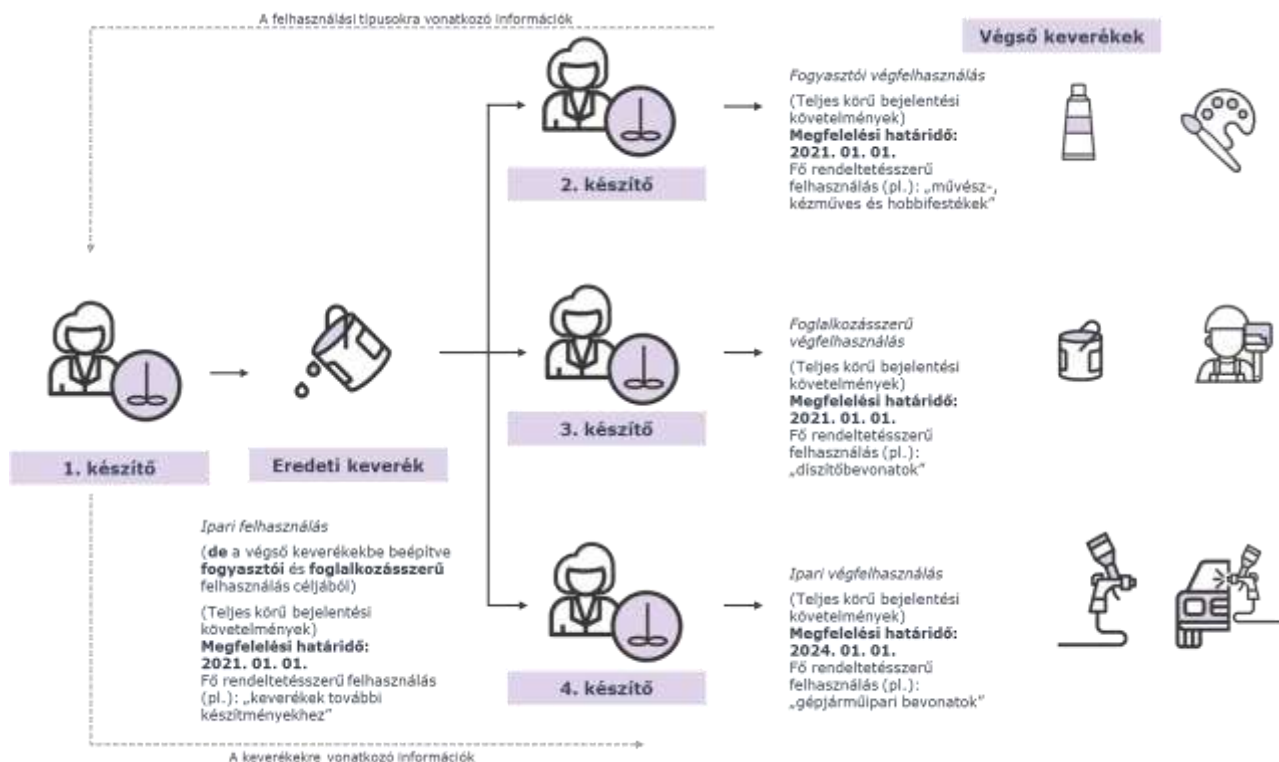 A felhasználási típusokra vonatkozó információk
Végső keverékek
Fogyasztói végfelhasználás
(Teljes körű bejelentési
követelmények)
Megfelelési határidő:
2021. 01. 01.
Fő rendeltetésszerű
felhasználás (pl.): „művész-,
kézműves és hobbifestékek”
2. készítő
Foglalkozásszerű
végfelhasználás
(Teljes körű bejelentési
követelmények)
Megfelelési határidő:
2021. 01. 01.
Fő rendeltetésszerű
felhasználás (pl.):
„díszítőbevonatok”
3. készítő
1. készítő
Eredeti keverék
Ipari felhasználás
(de a végső keverékekbe beépítve
fogyasztói és foglalkozásszerű
felhasználás céljából)
(Teljes körű bejelentési
követelmények)
Megfelelési határidő:
2021. 01. 01.
Fő rendeltetésszerű felhasználás
(pl.): „keverékek további
készítményekhez”
Ipari végfelhasználás
(Teljes körű bejelentési
követelmények)
Megfelelési határidő:
2024. 01. 01.
Fő rendeltetésszerű
felhasználás (pl.):
„gépjárműipari bevonatok”
4. készítő
A keverékekre vonatkozó információk